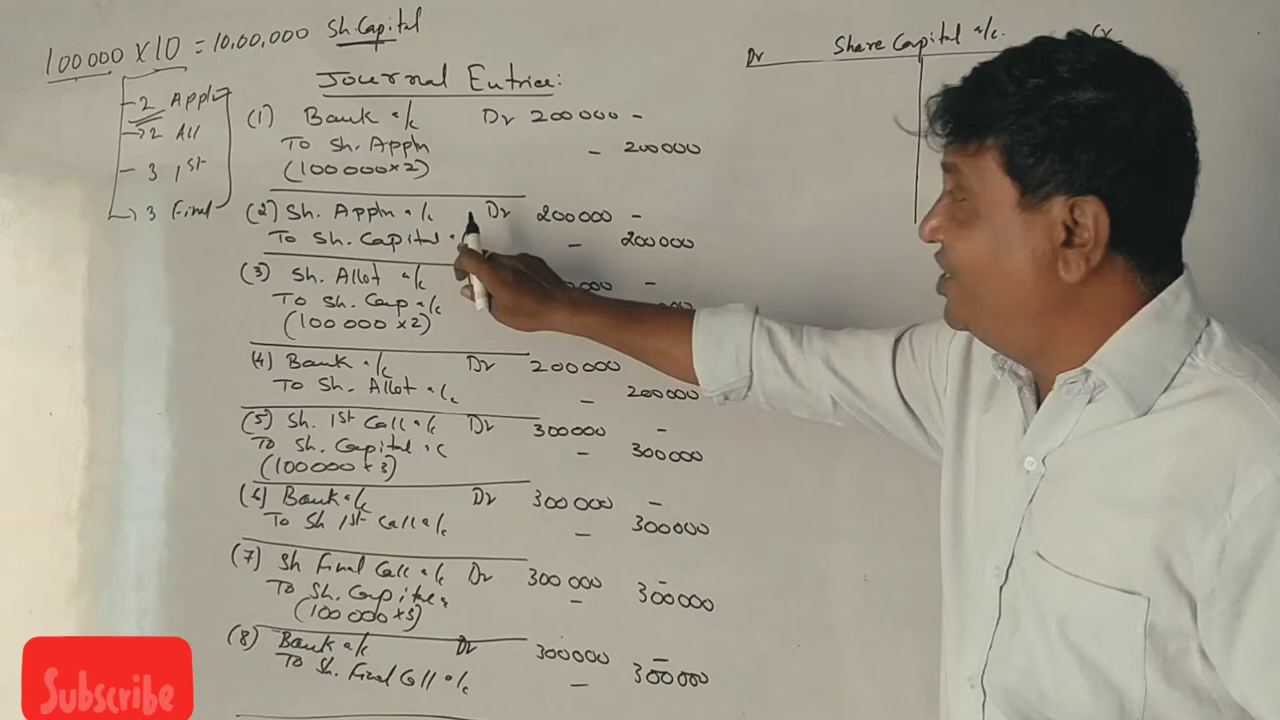 100000 X 10 = 10,00,000 Sh. Capital
2 Appln
2 All
3 1st
3 Final
Journal Entries:
(1) Bank a/c Dr 200000 -
To Sh. Appln - 200000
(100000x2)
(2) Sh. Appln a/c Dr 200000 -
To Sh. Capital - 200000
(3) Sh. Allot a/c -
To Sh. Cap a/c
(100000 x2)
(4) Bank a/c Dr 200000
To Sh. Allot a/c - 200000
(5) Sh. 1st Call a/c Dr 300000 -
To Sh. Capital a/c - 300000
(100000 x 3)
(6) Bank a/c Dr 300000 -
To Sh 1st Call a/c - 300000
(7) Sh Final Call a/c Dr 300000 -
To Sh. Capital - 300000
(100000x3)
(8) Bank a/c Dr 300000 -
To Sh. Final Call a/c - 300000
Dr Share Capital a/c. Cr
Subscribe